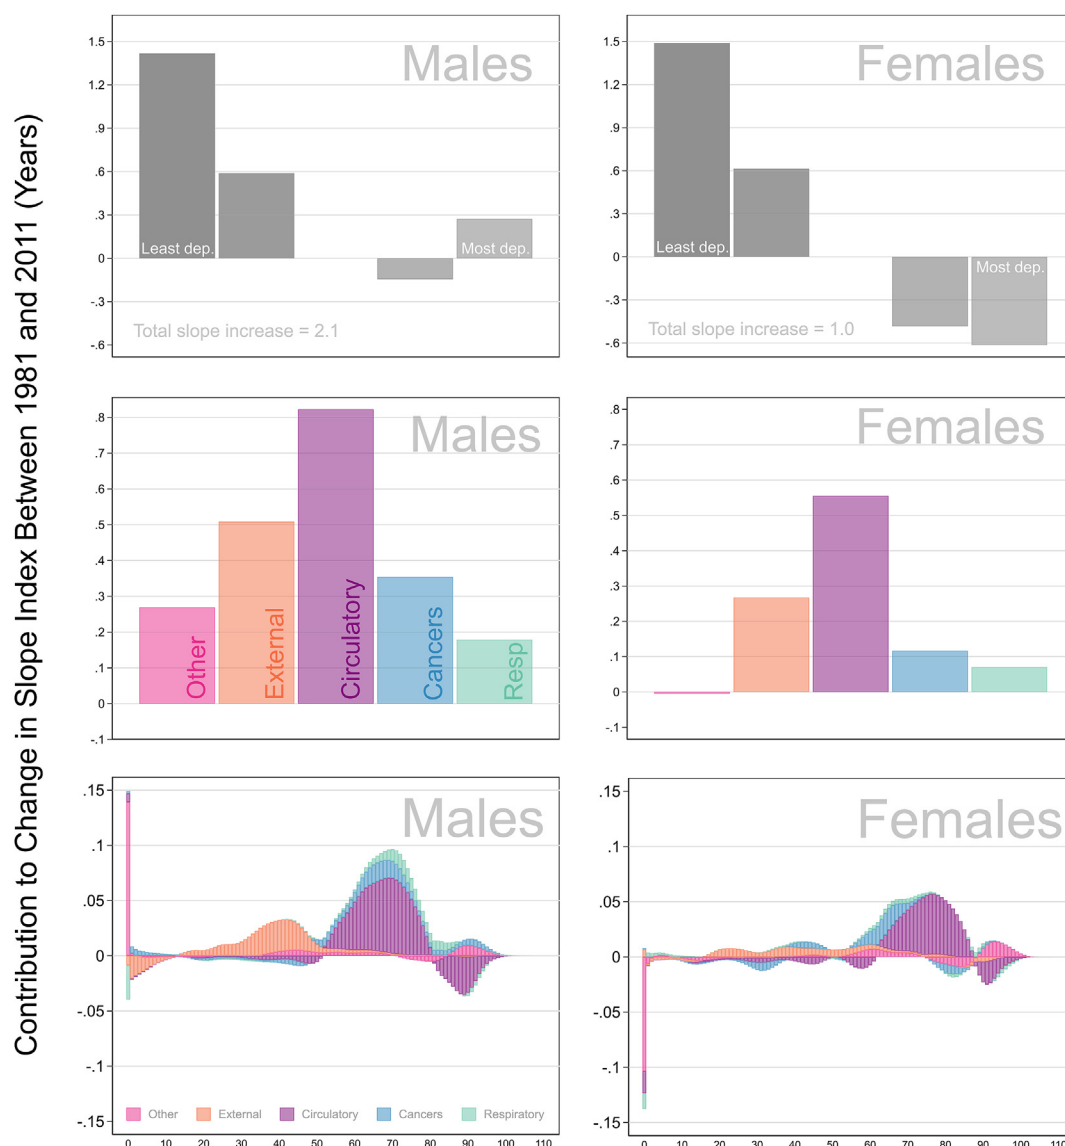 Contribution to Change in Slope Index Between 1981 and 2011 (Years)
Males
1.5
1.2
.9
.6
.3
0
-.3
-.6
Least dep.
Most dep.
Total slope increase = 2.1
Females
1.5
1.2
.9
.6
.3
0
-.3
-.6
Least dep.
Most dep.
Total slope increase = 1.0
Males
.8
.7
.6
.5
.4
.3
.2
.1
0
-.1
Other
External
Circulatory
Cancers
Resp
Females
.8
.7
.6
.5
.4
.3
.2
.1
0
-.1
Males
.15
.1
.05
0
-.05
-.1
-.15
Other External Circulatory Cancers Respiratory
0 10 20 30 40 50 60 70 80 90 100 110
Females
.15
.1
.05
0
-.05
-.1
-.15
0 10 20 30 40 50 60 70 80 90 100 110